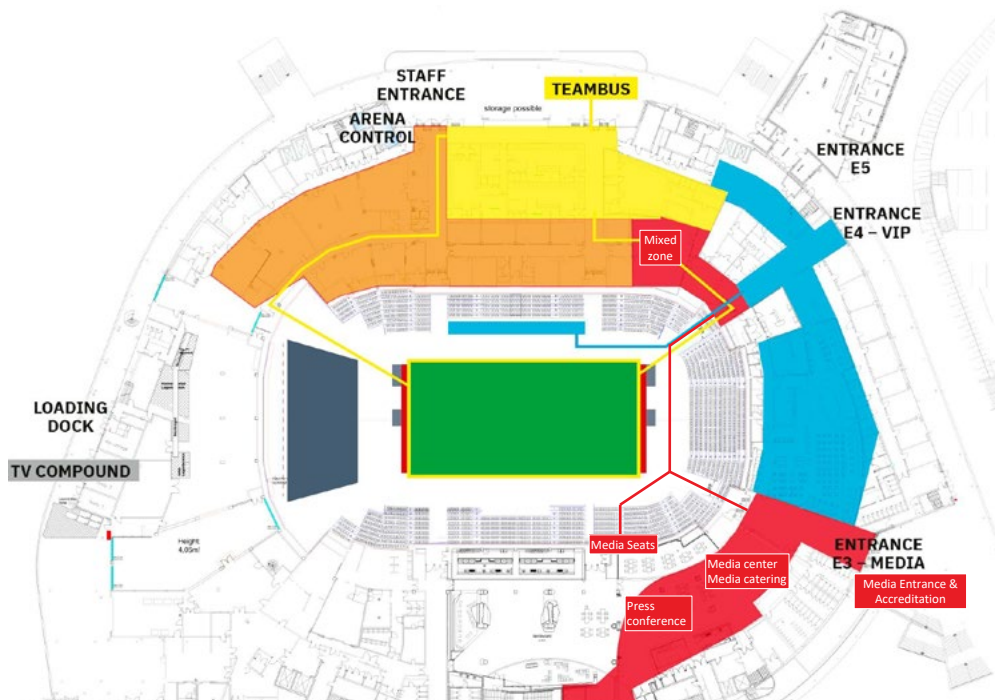 STAFF
ENTRANCE
TEAMBUS
storage possible
ARENA
CONTROL
ENTRANCE
E5
ENTRANCE
E4 – VIP
Mixed
zone
LOADING
DOCK
TV COMPOUND
Height
4,05m
Media Seats
ENTRANCE
E3 – MEDIA
Media center
Media catering
Media Entrance &
Accreditation
Press
conference